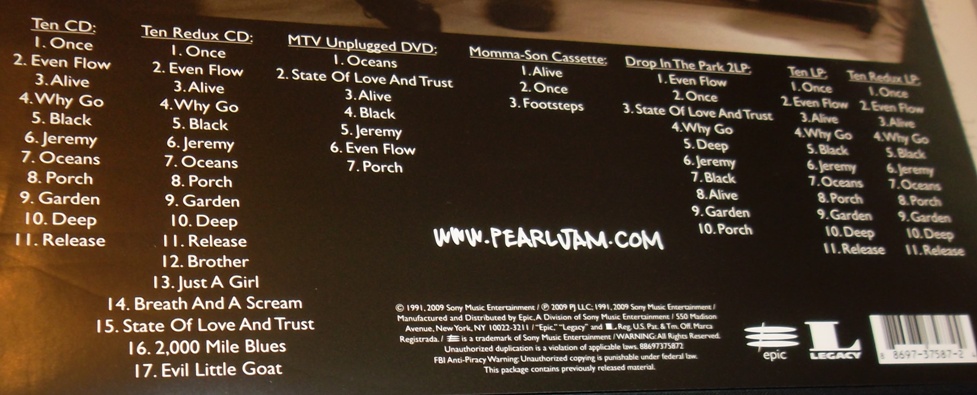 Ten CD:
1. Once
2. Even Flow
3. Alive
4. Why Go
5. Black
6. Jeremy
7. Oceans
8. Porch
9. Garden
10. Deep
11. Release
Ten Redux CD:
1. Once
2. Even Flow
3. Alive
4. Why Go
5. Black
6. Jeremy
7. Oceans
8. Porch
9. Garden
10. Deep
11. Release
12. Brother
13. Just A Girl
14. Breath And A Scream
15. State Of Love And Trust
16. 2,000 Mile Blues
17. Evil Little Goat
MTV Unplugged DVD:
1. Oceans
2. State Of Love And Trust
3. Alive
4. Black
5. Jeremy
6. Even Flow
7. Porch
Momma-Son Cassette:
1. Alive
2. Once
3. Footsteps
Drop In The Park 2LP:
1. Even Flow
2. Once
3. State Of Love And Trust
4. Why Go
5. Deep
6. Jeremy
7. Black
8. Alive
9. Garden
10. Porch
Ten LP:
1. Once
2. Even Flow
3. Alive
4. Why Go
5. Black
6. Jeremy
7. Oceans
8. Porch
9. Garden
10. Deep
11. Release
Ten Redux LP:
1. Once
2. Even Flow
3. Alive
4. Why Go
5. Black
6. Jeremy
7. Oceans
8. Porch
9. Garden
10. Deep
11. Release
WWW.PEARLJAM.COM
© 1991, 2009 Sony Music Entertainment / ℗ 2009 PJ LLC; 1991, 2009 Sony Music Entertainment /
Manufactured and Distributed by Epic, A Division of Sony Music Entertainment / 550 Madison
Avenue, New York, NY 10022-3211 / "Epic," "Legacy" and L, Reg. U.S. Pat. & Tm. Off. Marca
Registrada. / is a trademark of Sony Music Entertainment / WARNING: All Rights Reserved.
Unauthorized duplication is a violation of applicable laws. 88697375872
FBI Anti-Piracy Warning: Unauthorized copying is punishable under federal law.
This package contains previously released material.
epic
L
LEGACY
8 8697-37587-2